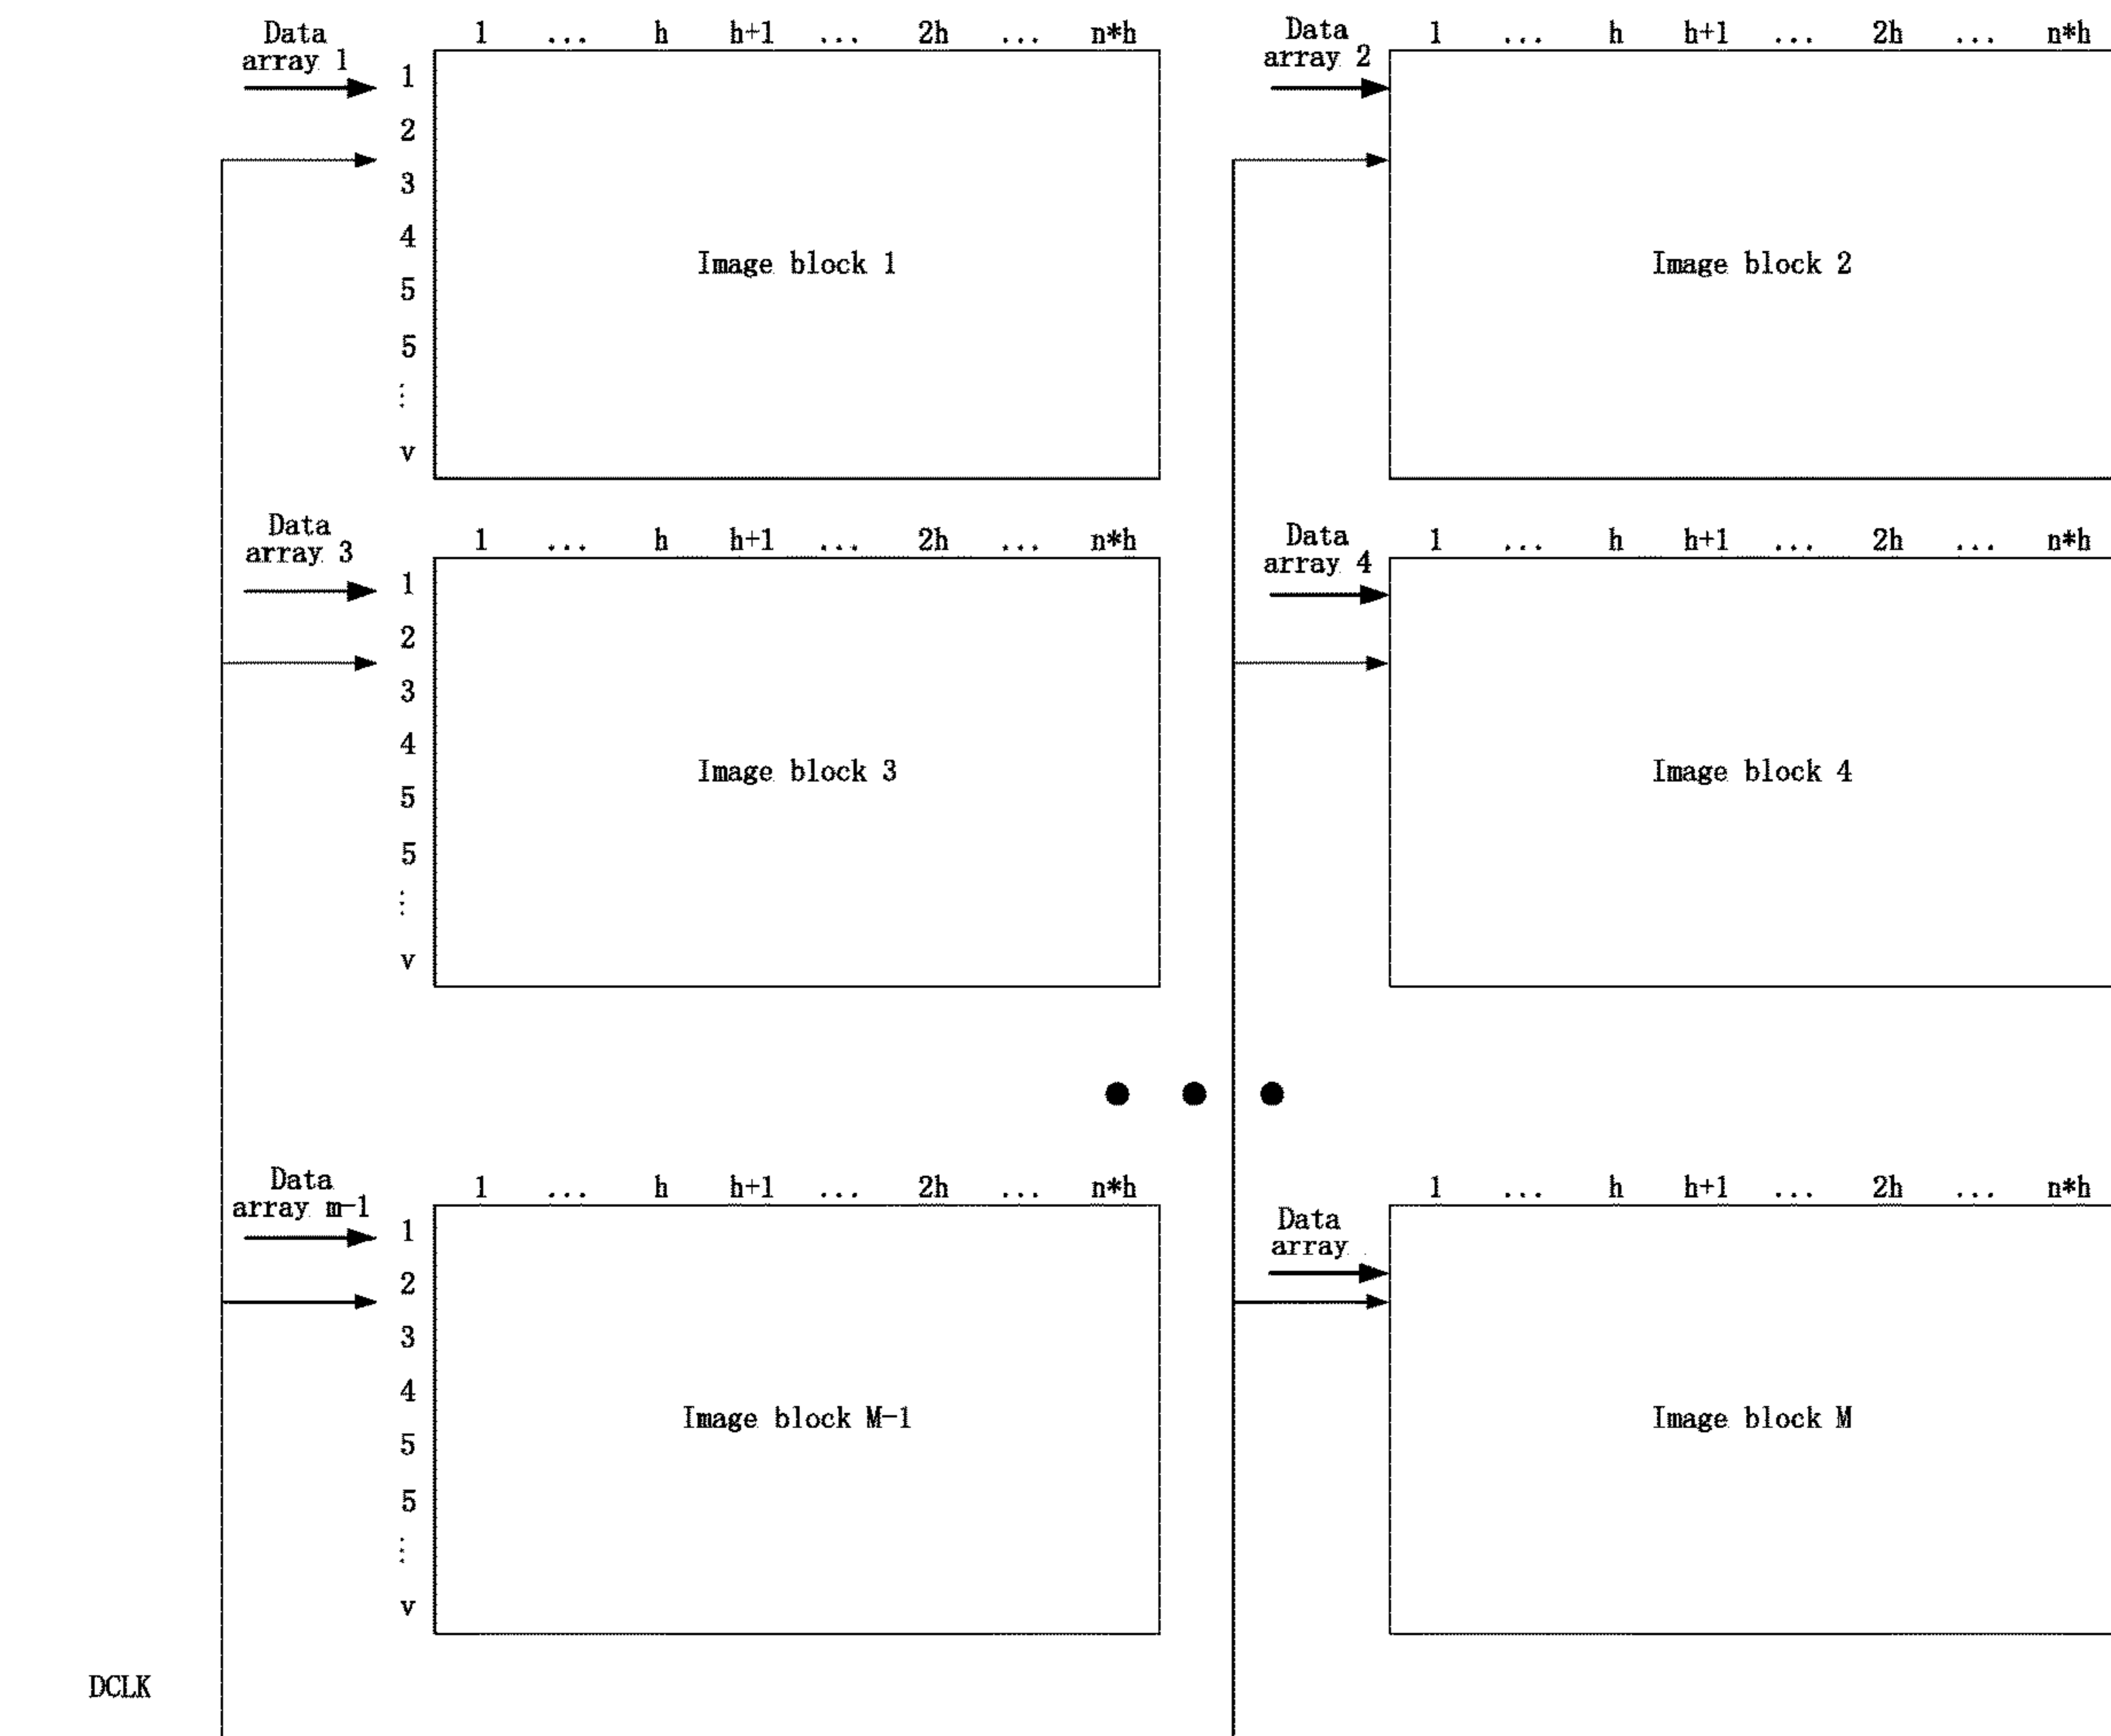 Data
array 1
1 ... h h+1 ... 2h ... n*h
1
2
3
4
5
5
⋮
v
Image block 1
Data
array 2
1 ... h h+1 ... 2h ... n*h
Image block 2
Data
array 3
1 ... h h+1 ... 2h ... n*h
1
2
3
4
5
5
⋮
v
Image block 3
Data
array 4
1 ... h h+1 ... 2h ... n*h
Image block 4
Data
array m-1
1 ... h h+1 ... 2h ... n*h
1
2
3
4
5
5
⋮
v
Image block M-1
Data
array
1 ... h h+1 ... 2h ... n*h
Image block M
DCLK